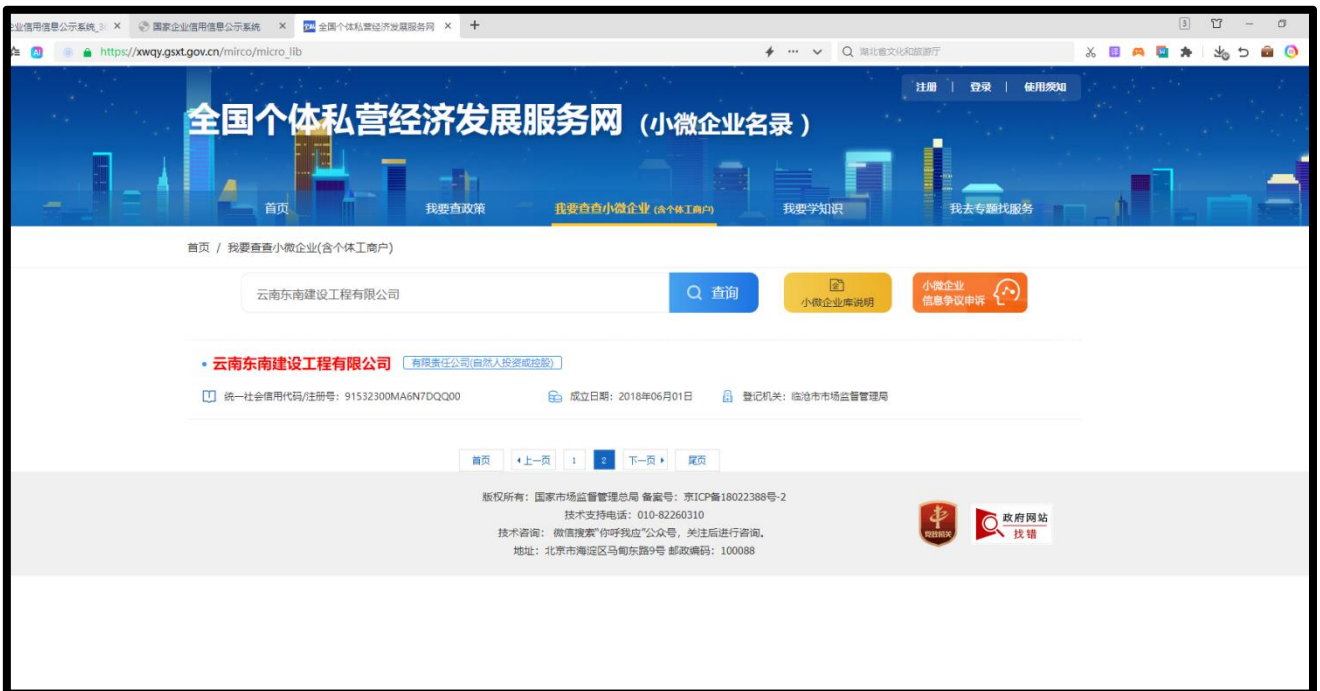 企业信用信息公示系统_3 × 国家企业信用信息公示系统 × 全国个体私营经济发展服务网 × +
https://xwqy.gsxt.gov.cn/mirco/micro_lib 湖北省文化和旅游厅
注册 | 登录 | 使用须知
全国个体私营经济发展服务网（小微企业名录）
首页 我要查政策 我要查查小微企业 (含个体工商户) 我要学知识 我去专题找服务
首页 / 我要查查小微企业(含个体工商户)
云南东南建设工程有限公司 查询 小微企业库说明 小微企业
信息争议申诉
云南东南建设工程有限公司 有限责任公司(自然人投资或控股)
统一社会信用代码/注册号：91532300MA6N7DQQ00 成立日期：2018年06月01日 登记机关：临沧市市场监督管理局
首页 上一页 1 2 下一页 尾页
版权所有：国家市场监督管理总局 备案号：京ICP备18022388号-2
技术支持电话：010-82260310
技术咨询： 微信搜索"你呼我应"公众号，关注后进行咨询。
地址：北京市海淀区马甸东路9号 邮政编码：100088
党政机关 政府网站
找错